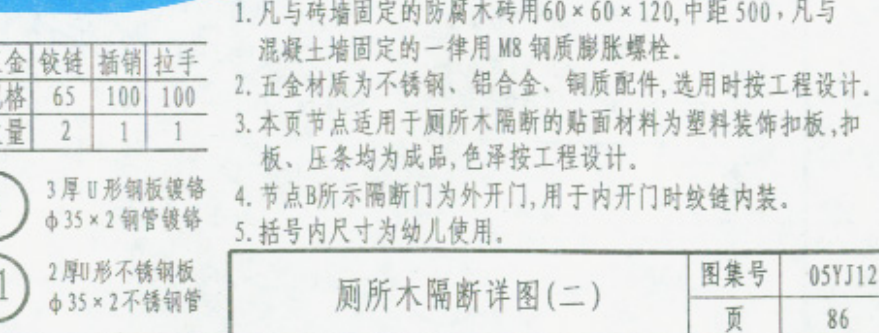 1. 凡与砖墙固定的防腐木砖用60×60×120,中距500,凡与
混凝土墙固定的一律用 M8 钢质膨胀螺栓.
2. 五金材质为不锈钢、铝合金、铜质配件,选用时按工程设计.
3. 本页节点适用于厕所木隔断的贴面材料为塑料装饰扣板,扣
板、压条均为成品,色泽按工程设计。
4. 节点B所示隔断门为外开门,用于内开门时绞链内装。
5. 括号内尺寸为幼儿使用。
金 铰链 插销 拉手
格 65 100 100
量 2 1 1
3厚U形钢板镀铬
ф35×2钢管镀铬
1
2厚U形不锈钢板
ф35×2不锈钢管
厕所木隔断详图(二)
图集号 05YJ12
页 86